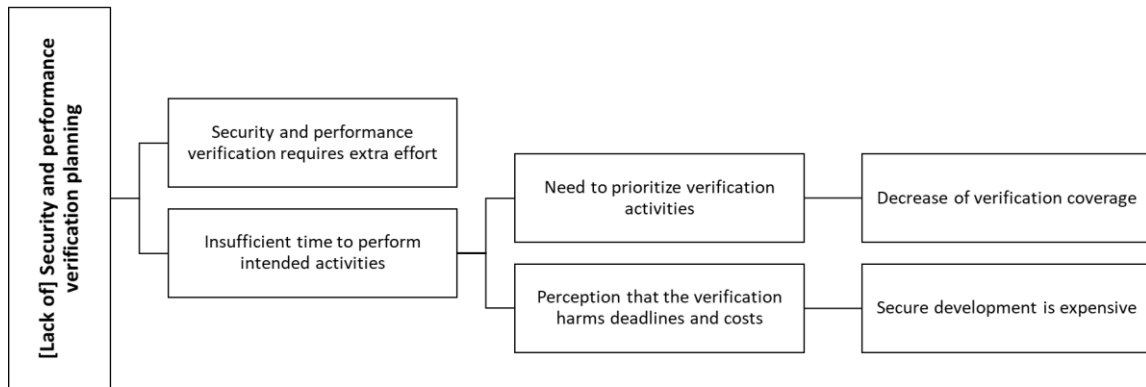 [Lack of] Security and performance
verification planning
Security and performance
verification requires extra effort
Insufficient time to perform
intended activities
Need to prioritize verification
activities
Decrease of verification coverage
Perception that the verification
harms deadlines and costs
Secure development is expensive